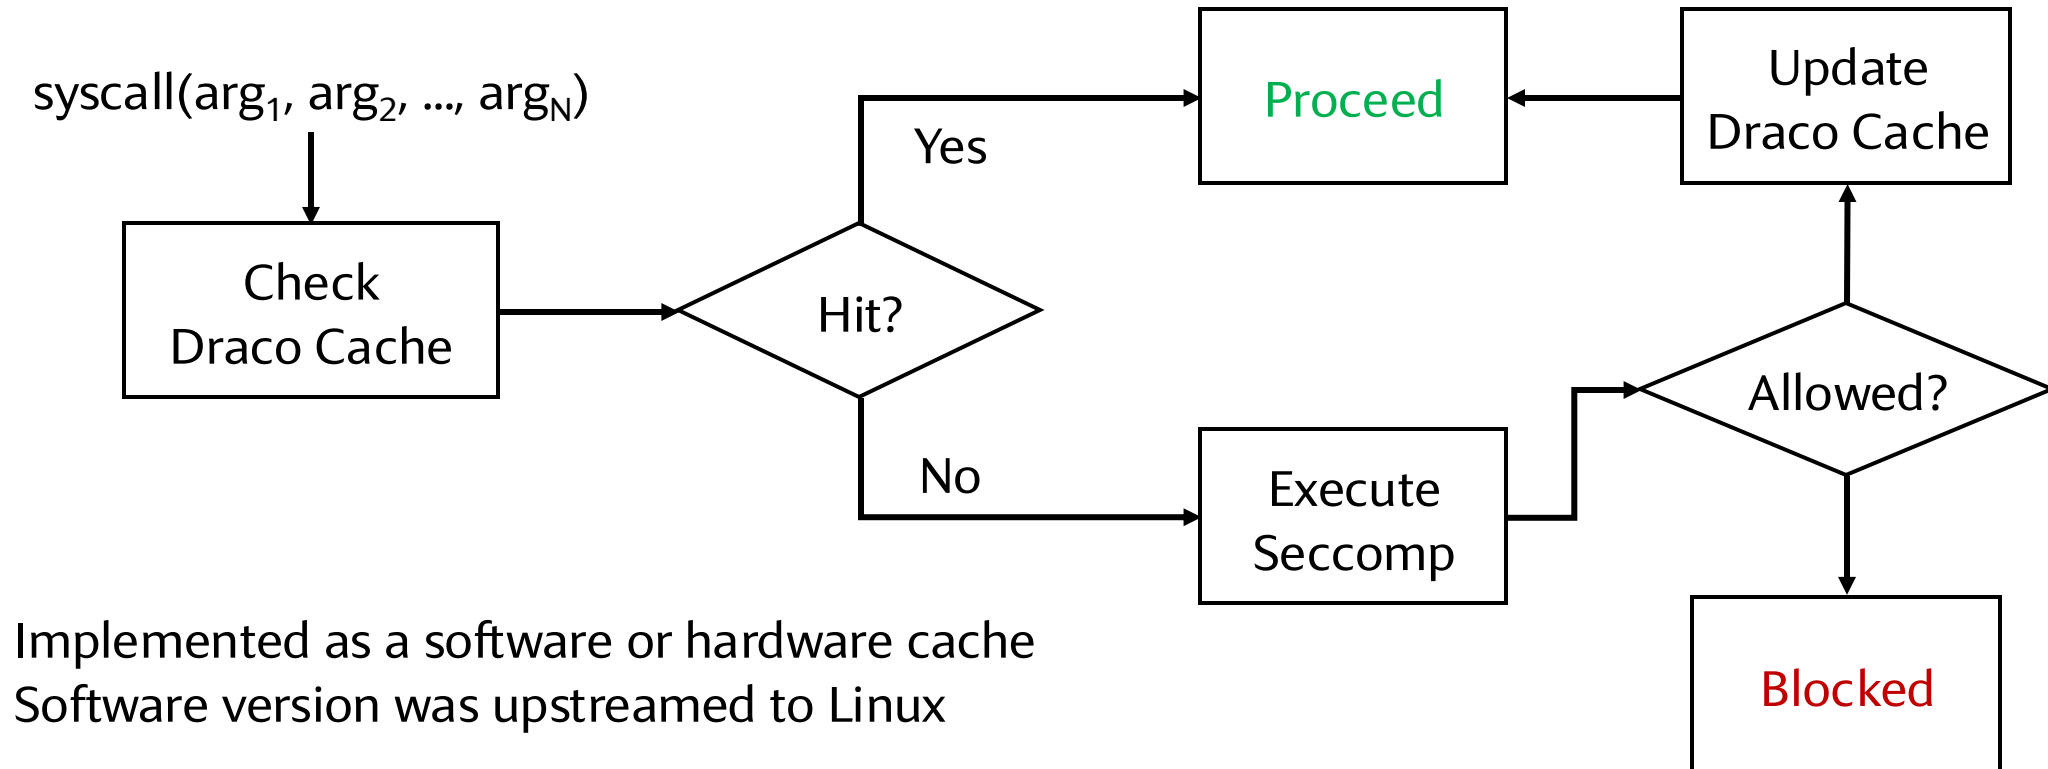 syscall(arg₁, arg₂, ..., argN)
Check
Draco Cache
Hit?
Yes
Proceed
Update
Draco Cache
No
Execute
Seccomp
Allowed?
Blocked
Implemented as a software or hardware cache
Software version was upstreamed to Linux